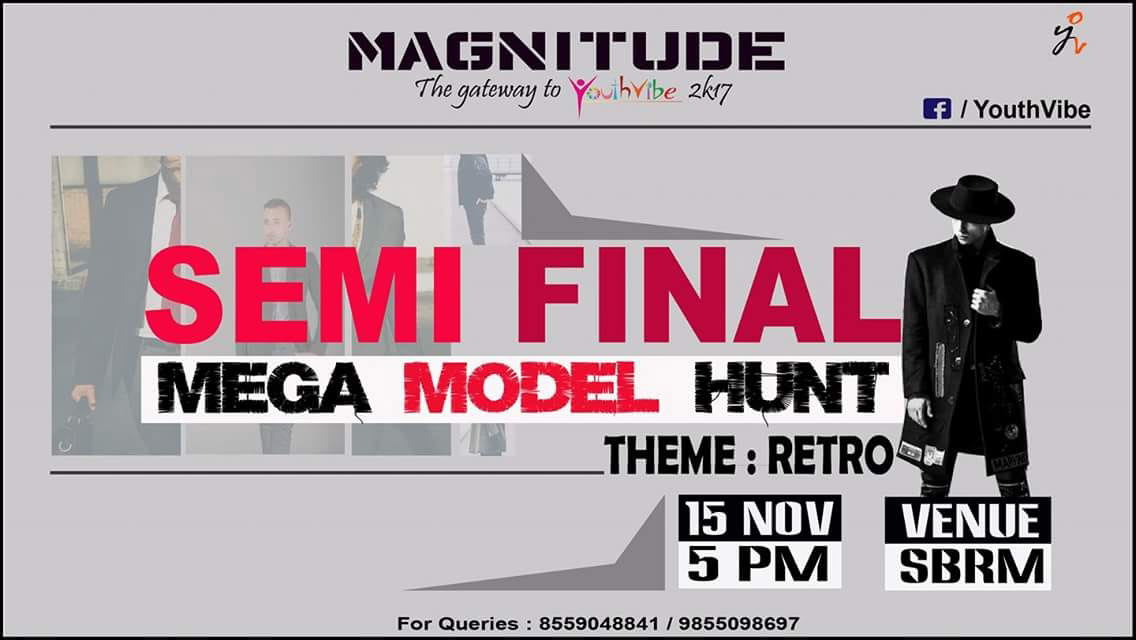 MAGNITUDE
The gateway to YouthVibe 2k17
yov
/ YouthVibe
SEMI FINAL
MEGA MODEL HUNT
THEME : RETRO
15 NOV
5 PM
VENUE
SBRM
For Queries : 8559048841 / 9855098697